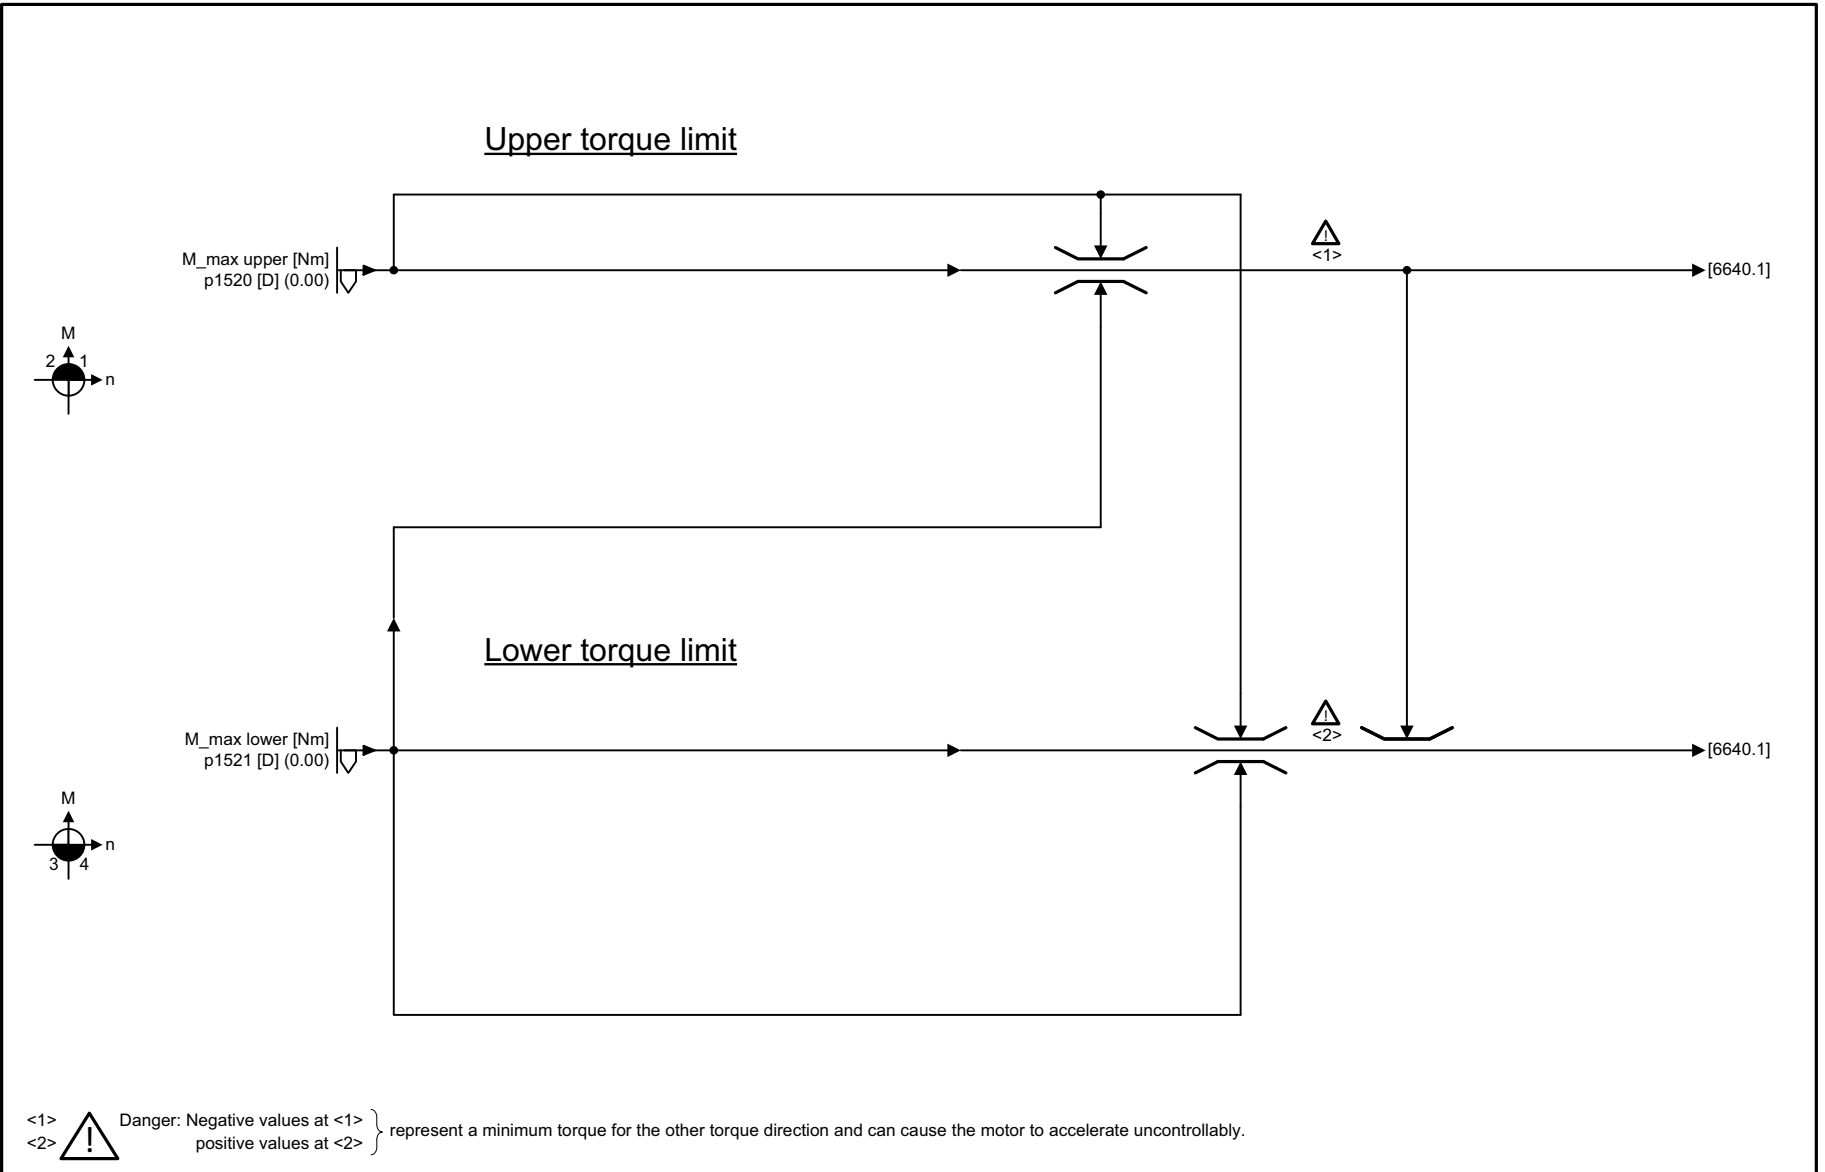 Upper torque limit
M_max upper [Nm]
p1520 [D] (0.00)
<1>
[6640.1]
M
2 1
n
Lower torque limit
M_max lower [Nm]
p1521 [D] (0.00)
<2>
[6640.1]
M
n
3 4
<1> Danger: Negative values at <1>
<2> positive values at <2>
represent a minimum torque for the other torque direction and can cause the motor to accelerate uncontrollably.